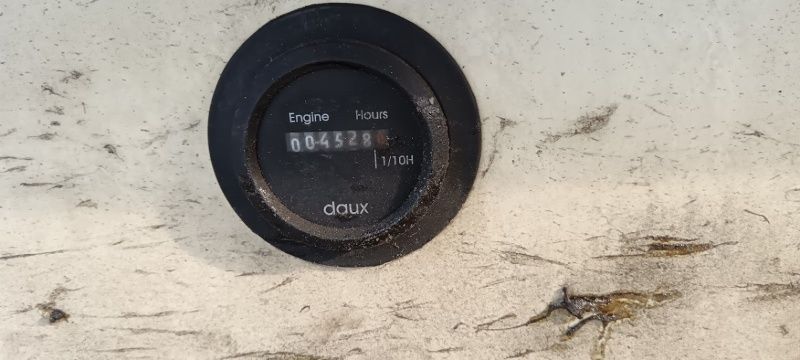 Engine Hours
004528
1/10H
daux